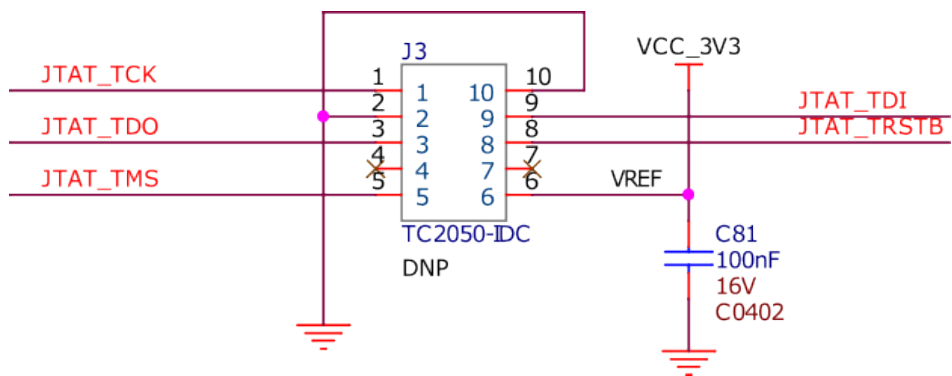 J3
VCC_3V3
JTAT_TCK
1
1
10
10
2
2
9
9
JTAT_TDI
JTAT_TDO
3
3
8
8
JTAT_TRSTB
4
4
7
7
JTAT_TMS
5
5
6
6
VREF
TC2050-IDC
DNP
C81
100nF
16V
C0402